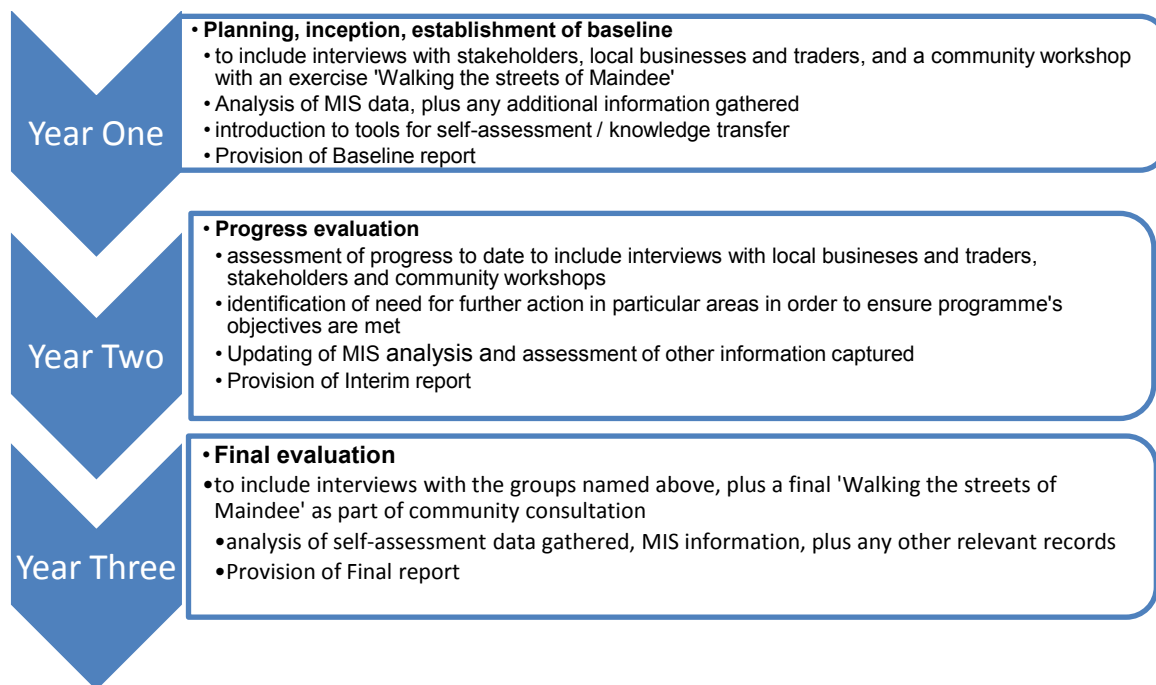 Year One
• Planning, inception, establishment of baseline
• to include interviews with stakeholders, local businesses and traders, and a community workshop
with an exercise 'Walking the streets of Maindee'
• Analysis of MIS data, plus any additional information gathered
• introduction to tools for self-assessment / knowledge transfer
• Provision of Baseline report
Year Two
• Progress evaluation
• assessment of progress to date to include interviews with local busineses and traders,
stakeholders and community workshops
• identification of need for further action in particular areas in order to ensure programme's
objectives are met
• Updating of MIS analysis and assessment of other information captured
• Provision of Interim report
Year Three
• Final evaluation
•to include interviews with the groups named above, plus a final 'Walking the streets of
Maindee' as part of community consultation
•analysis of self-assessment data gathered, MIS information, plus any other relevant records
•Provision of Final report